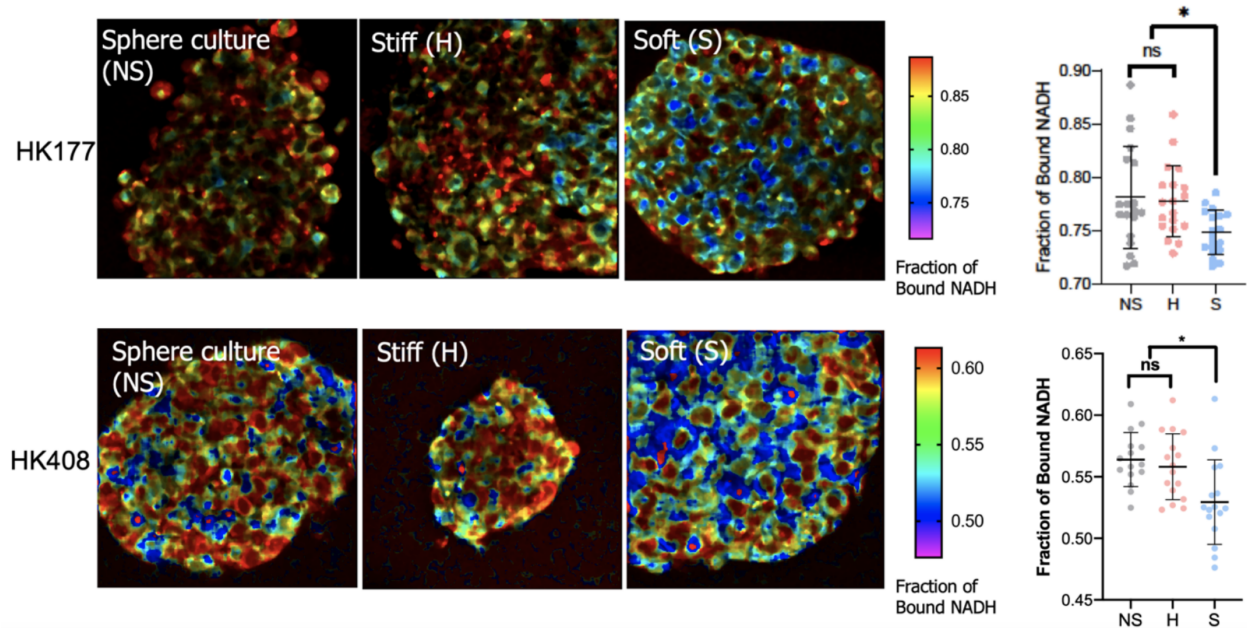 HK177
Sphere culture
(NS)
Stiff (H)
Soft (S)
0.85
0.80
0.75
Fraction of
Bound NADH
*
ns
0.90
0.85
0.80
0.75
0.70
Fraction of Bound NADH
NS H S
HK408
Sphere culture
(NS)
Stiff (H)
Soft (S)
0.60
0.55
0.50
Fraction of
Bound NADH
*
ns
0.65
0.60
0.55
0.50
0.45
Fraction of Bound NADH
NS H S